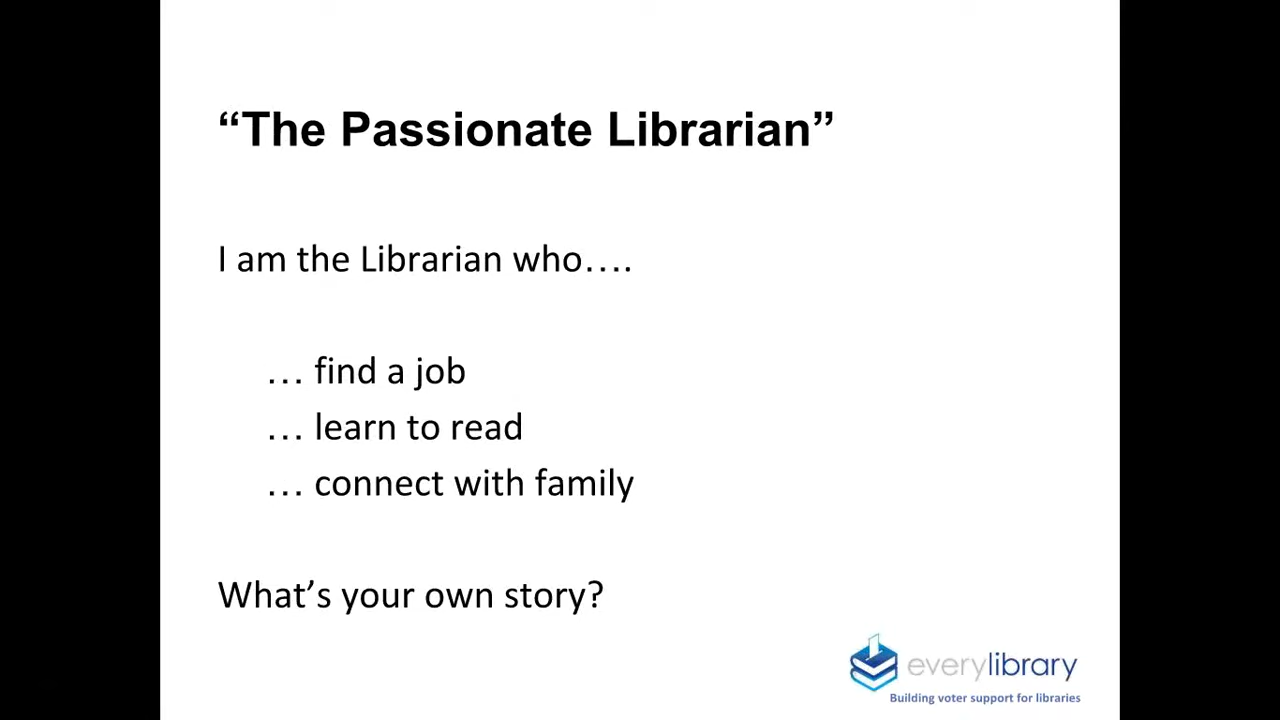 “The Passionate Librarian”
I am the Librarian who….
… find a job
… learn to read
… connect with family
What’s your own story?
everylibrary
Building voter support for libraries